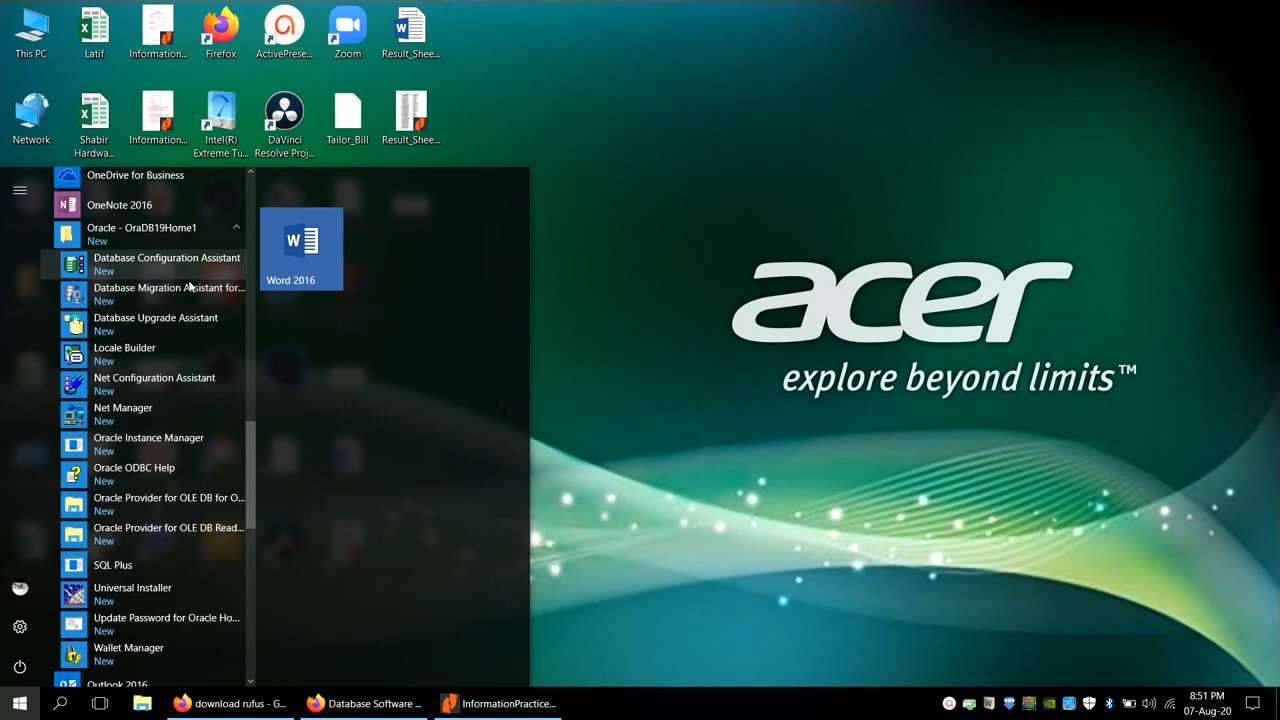 This PC
Latif
Information...
Firefox
ActivePrese...
Zoom
Result_Shee...
Network
Shabir
Hardwa...
Information...
Intel(R)
Extreme Tu...
DaVinci
Resolve Proj...
Tailor_Bill
Result_Shee...
OneDrive for Business
OneNote 2016
Oracle - OraDB19Home1
New
Database Configuration Assistant
New
Database Migration Assistant for...
New
Database Upgrade Assistant
New
Locale Builder
New
Net Configuration Assistant
New
Net Manager
New
Oracle Instance Manager
New
Oracle ODBC Help
New
Oracle Provider for OLE DB for O...
New
Oracle Provider for OLE DB Read...
New
SQL Plus
Universal Installer
New
Update Password for Oracle Ho...
New
Wallet Manager
New
Outlook 2016
Word 2016
acer
explore beyond limits™
download rufus - G...
Database Software ...
InformationPractice...
8:51 PM
07-Aug-20